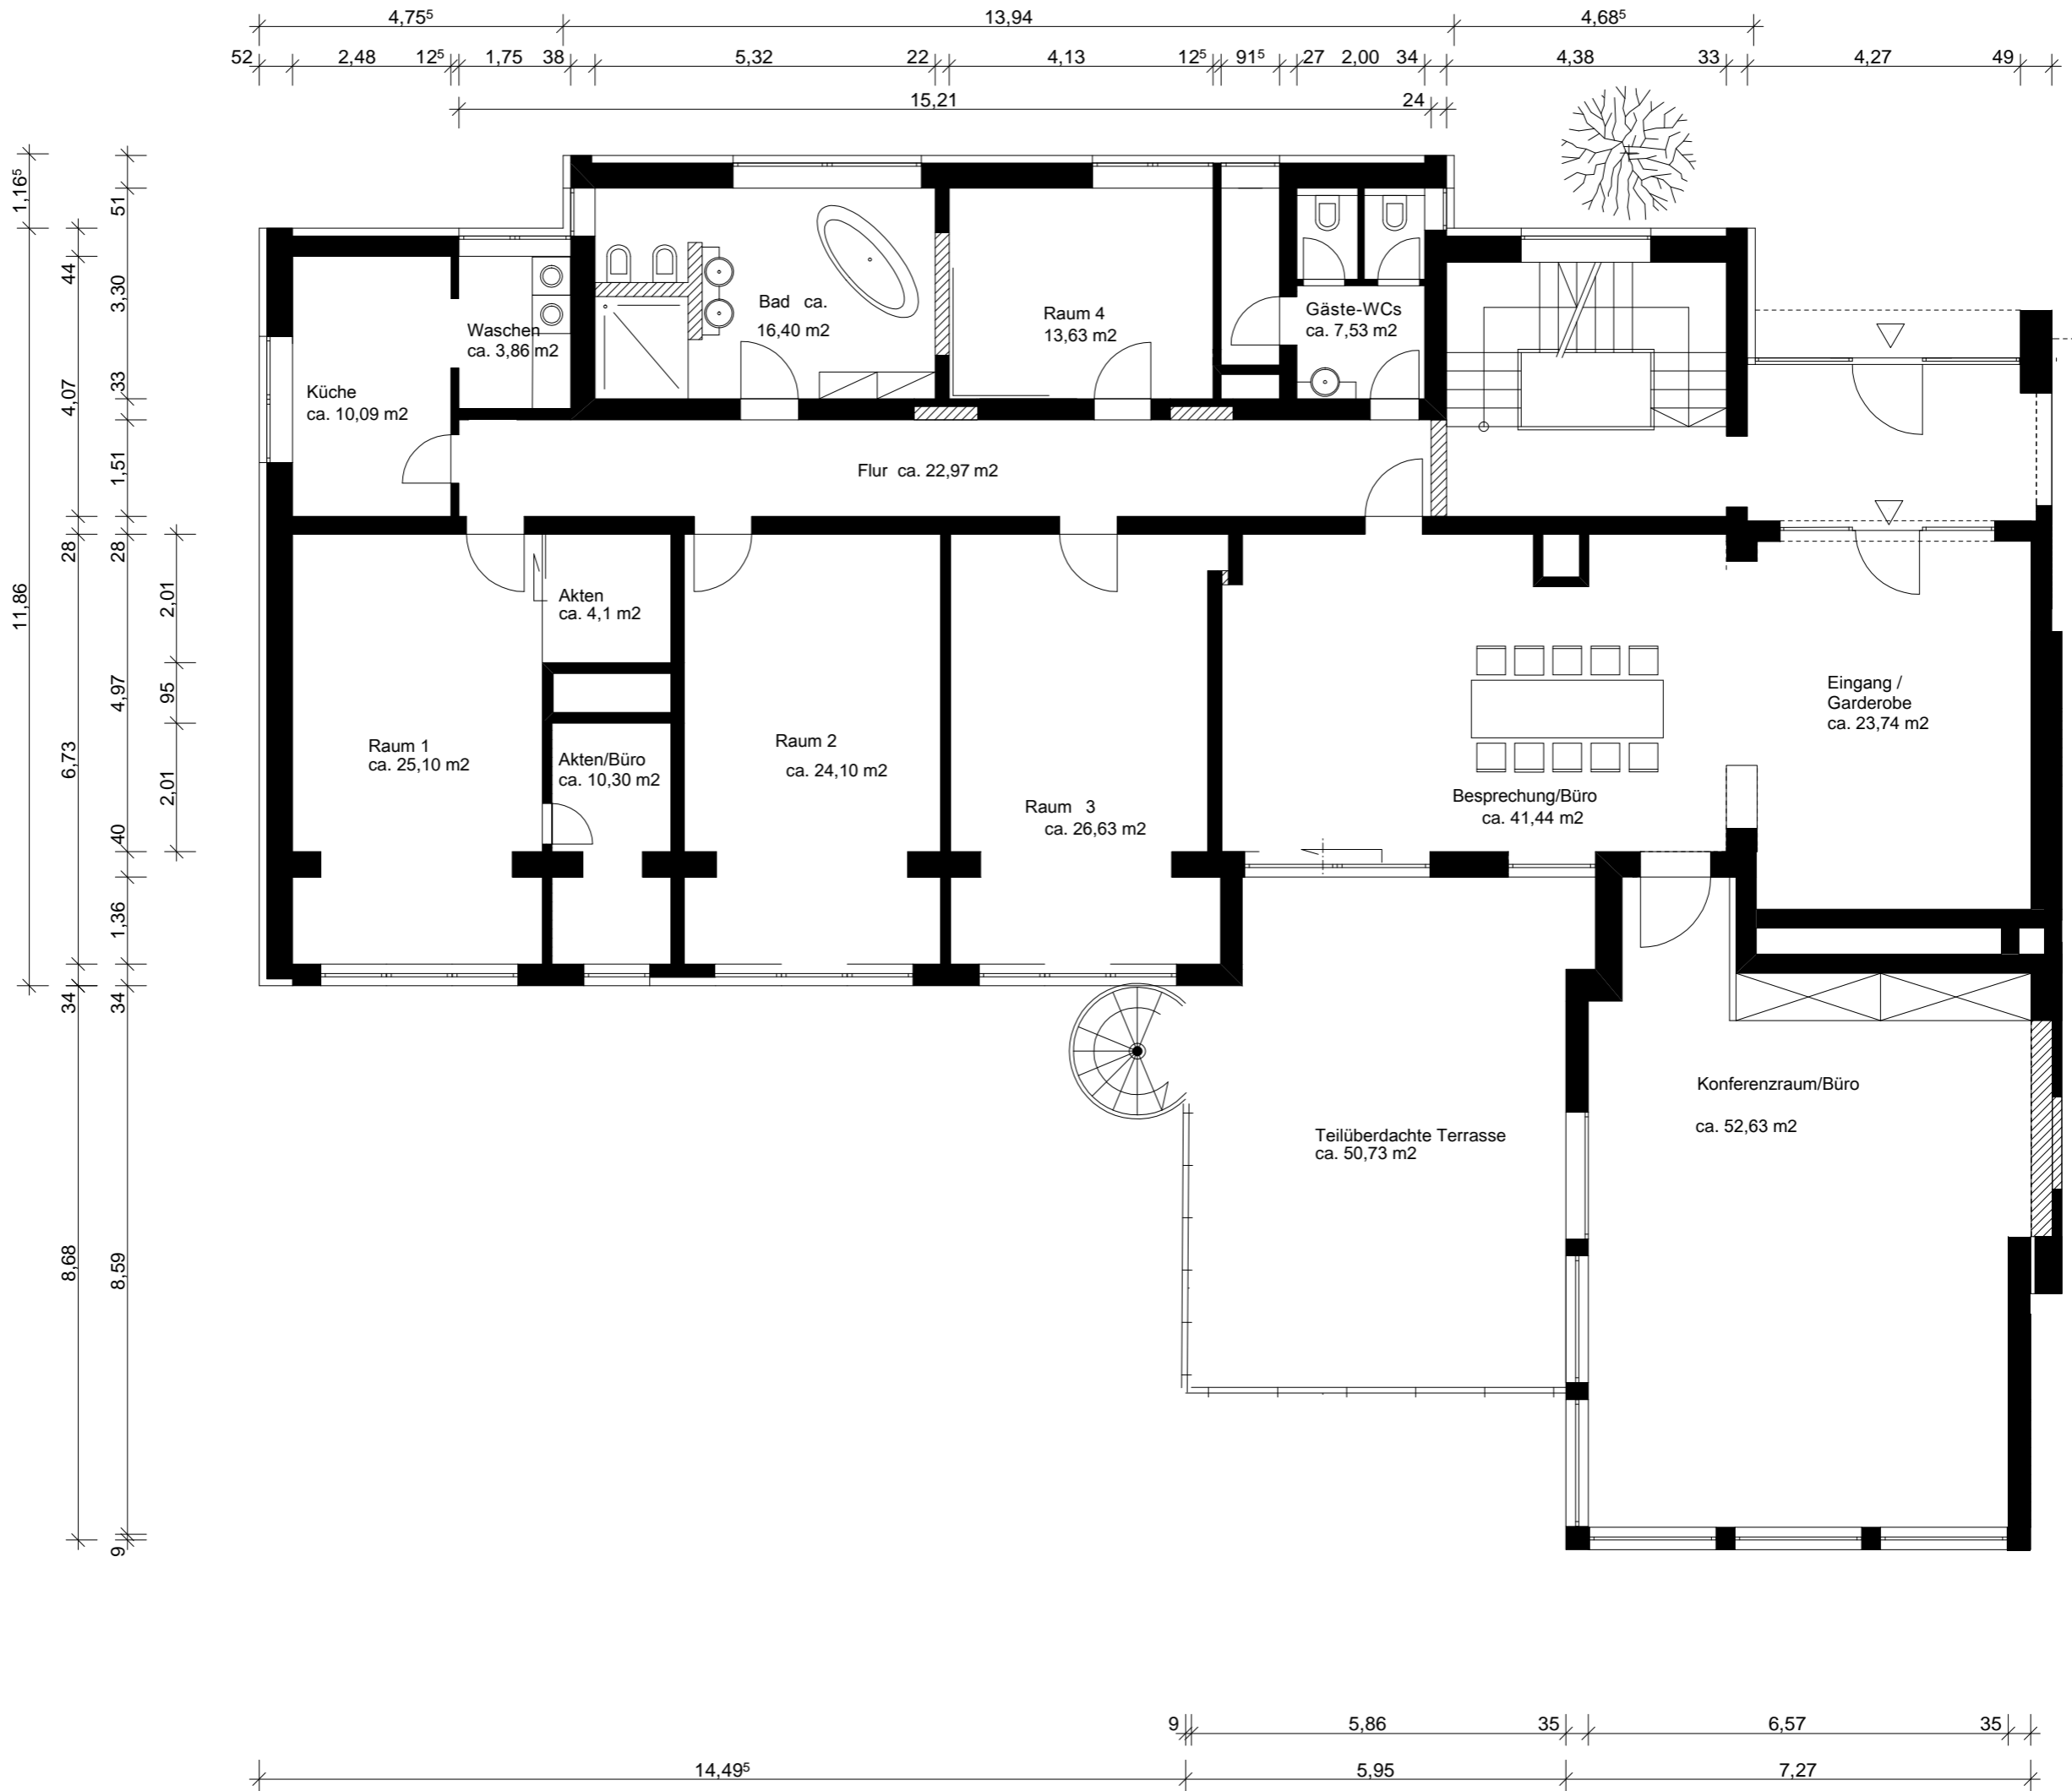 4,75⁵ 13,94 4,68⁵
52 2,48 12⁵ 1,75 38 5,32 22 4,13 12⁵ 91⁵ 27 2,00 34 4,38 33 4,27 49
15,21 24
1,16⁵
11,86
44
4,07
28
6,73
34
8,68
51
3,30
33
1,51
28
4,97
40
1,36
34
8,59
9
2,01
95
2,01
Bad ca.
16,40 m2
Raum 4
13,63 m2
Gäste-WCs
ca. 7,53 m2
Waschen
ca. 3,86 m2
Küche
ca. 10,09 m2
Flur ca. 22,97 m2
Akten
ca. 4,1 m2
Raum 1
ca. 25,10 m2
Akten/Büro
ca. 10,30 m2
Raum 2
ca. 24,10 m2
Raum 3
ca. 26,63 m2
Besprechung/Büro
ca. 41,44 m2
Eingang /
Garderobe
ca. 23,74 m2
Konferenzraum/Büro
ca. 52,63 m2
Teilüberdachte Terrasse
ca. 50,73 m2
9 5,86 35 6,57 35
14,49⁵ 5,95 7,27